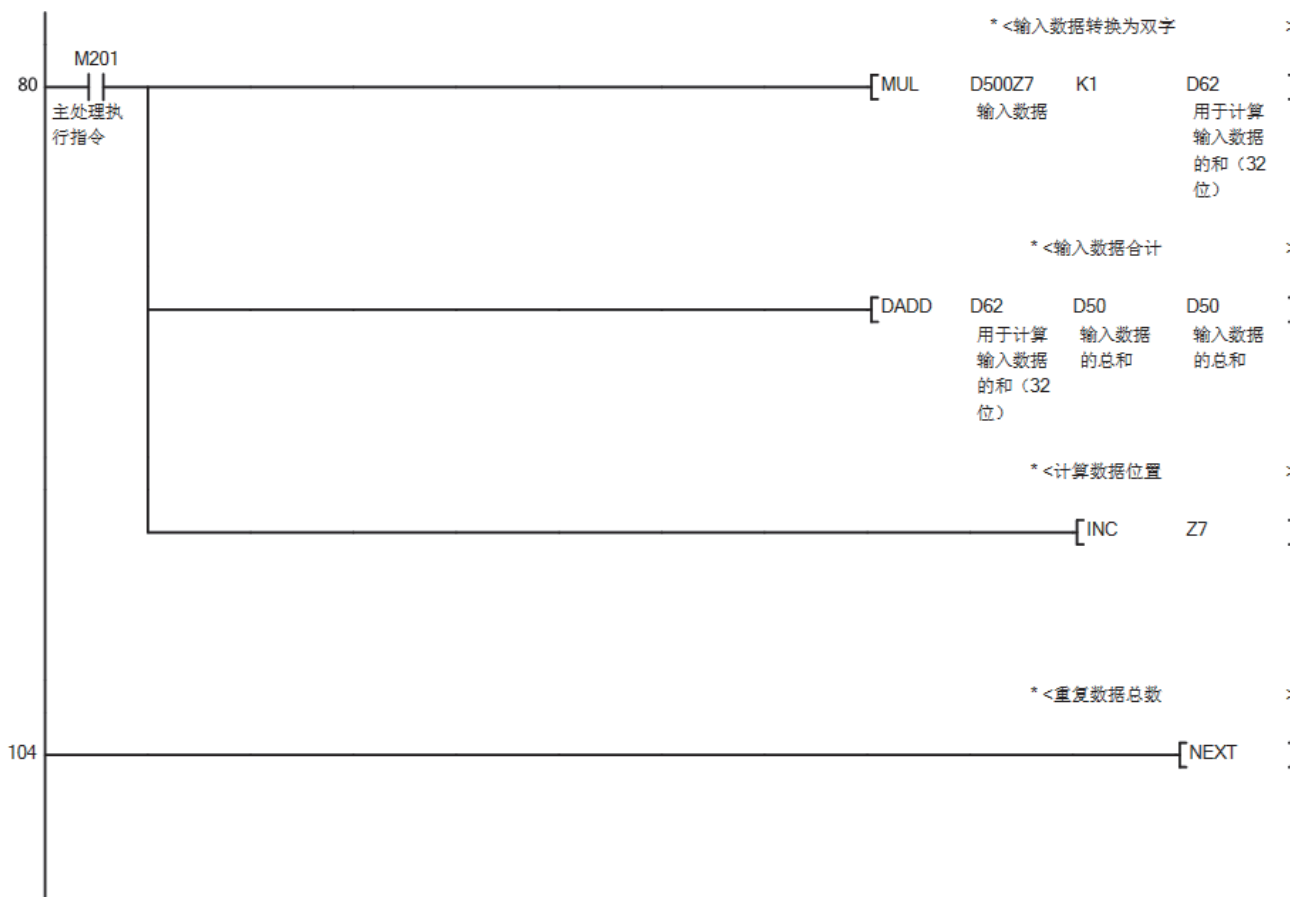 * <输入数据转换为双字 >
M201
80 MUL D500Z7 K1 D62
主处理执 输入数据 用于计算
行指令 输入数据
的和（32
位）
* <输入数据合计 >
DADD D62 D50 D50
用于计算 输入数据 输入数据
输入数据 的总和 的总和
的和（32
位）
* <计算数据位置 >
INC Z7
* <重复数据总数 >
104 NEXT